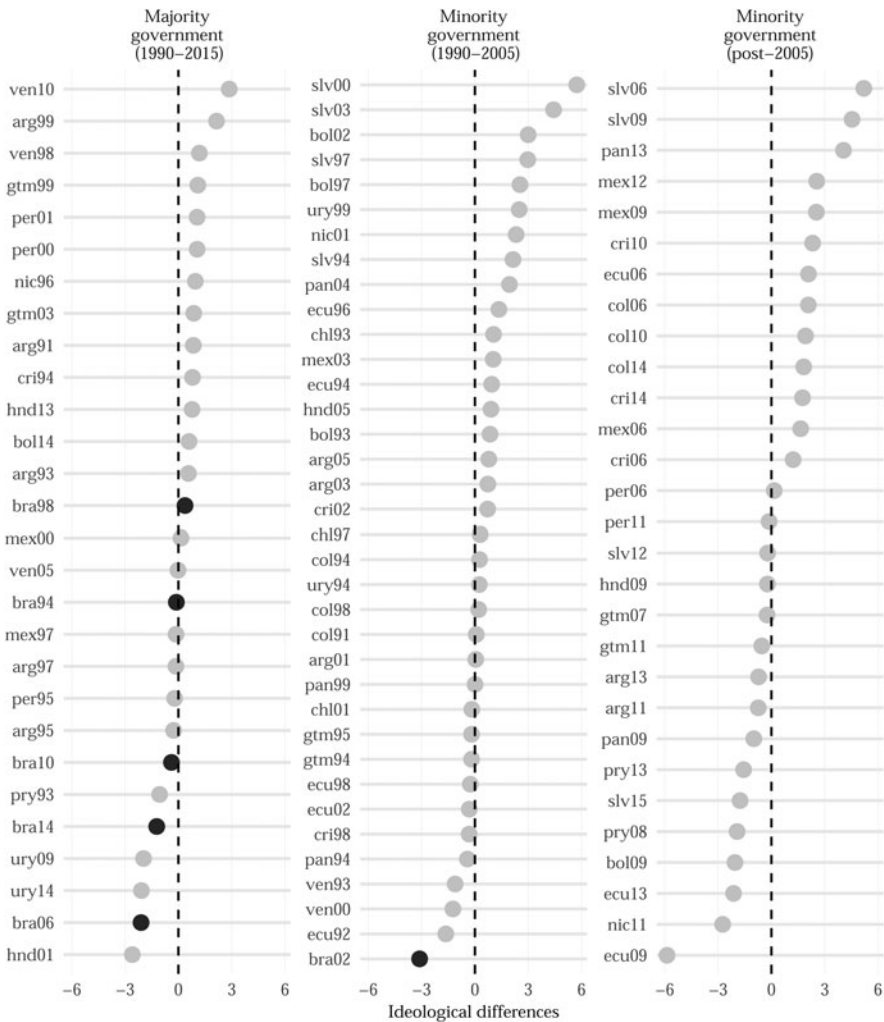 Majority
government
(1990–2015)
ven10
arg99
ven98
gtm99
per01
per00
nic96
gtm03
arg91
cri94
hnd13
bol14
arg93
bra98
mex00
ven05
bra94
mex97
arg97
per95
arg95
bra10
pry93
bra14
ury09
ury14
bra06
hnd01
−6 −3 0 3 6
Minority
government
(1990–2005)
slv00
slv03
bol02
slv97
bol97
ury99
nic01
slv94
pan04
ecu96
chl93
mex03
ecu94
hnd05
bol93
arg05
arg03
cri02
chl97
col94
ury94
col98
col91
arg01
pan99
chl01
gtm95
gtm94
ecu98
ecu02
cri98
pan94
ven93
ven00
ecu92
bra02
−6 −3 0 3 6
Minority
government
(post−2005)
slv06
slv09
pan13
mex12
mex09
cri10
ecu06
col06
col10
col14
cri14
mex06
cri06
per06
per11
slv12
hnd09
gtm07
gtm11
arg13
arg11
pan09
pry13
slv15
pry08
bol09
ecu13
nic11
ecu09
−6 −3 0 3 6
Ideological differences